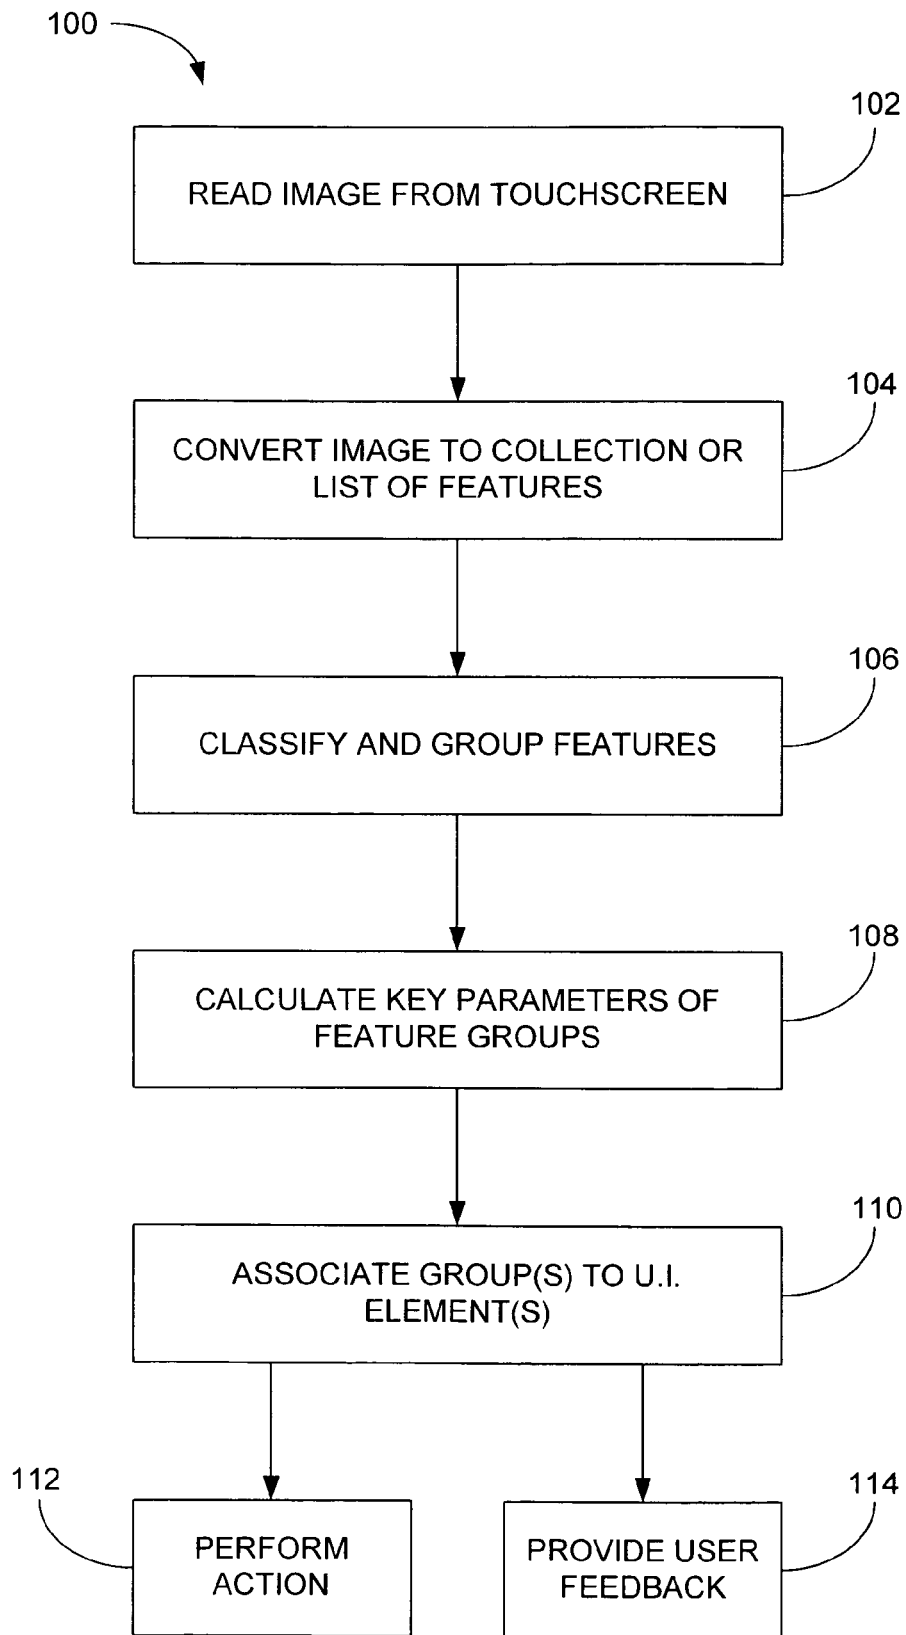 100
102
READ IMAGE FROM TOUCHSCREEN
104
CONVERT IMAGE TO COLLECTION OR
LIST OF FEATURES
106
CLASSIFY AND GROUP FEATURES
108
CALCULATE KEY PARAMETERS OF
FEATURE GROUPS
110
ASSOCIATE GROUP(S) TO U.I.
ELEMENT(S)
112
PERFORM
ACTION
114
PROVIDE USER
FEEDBACK